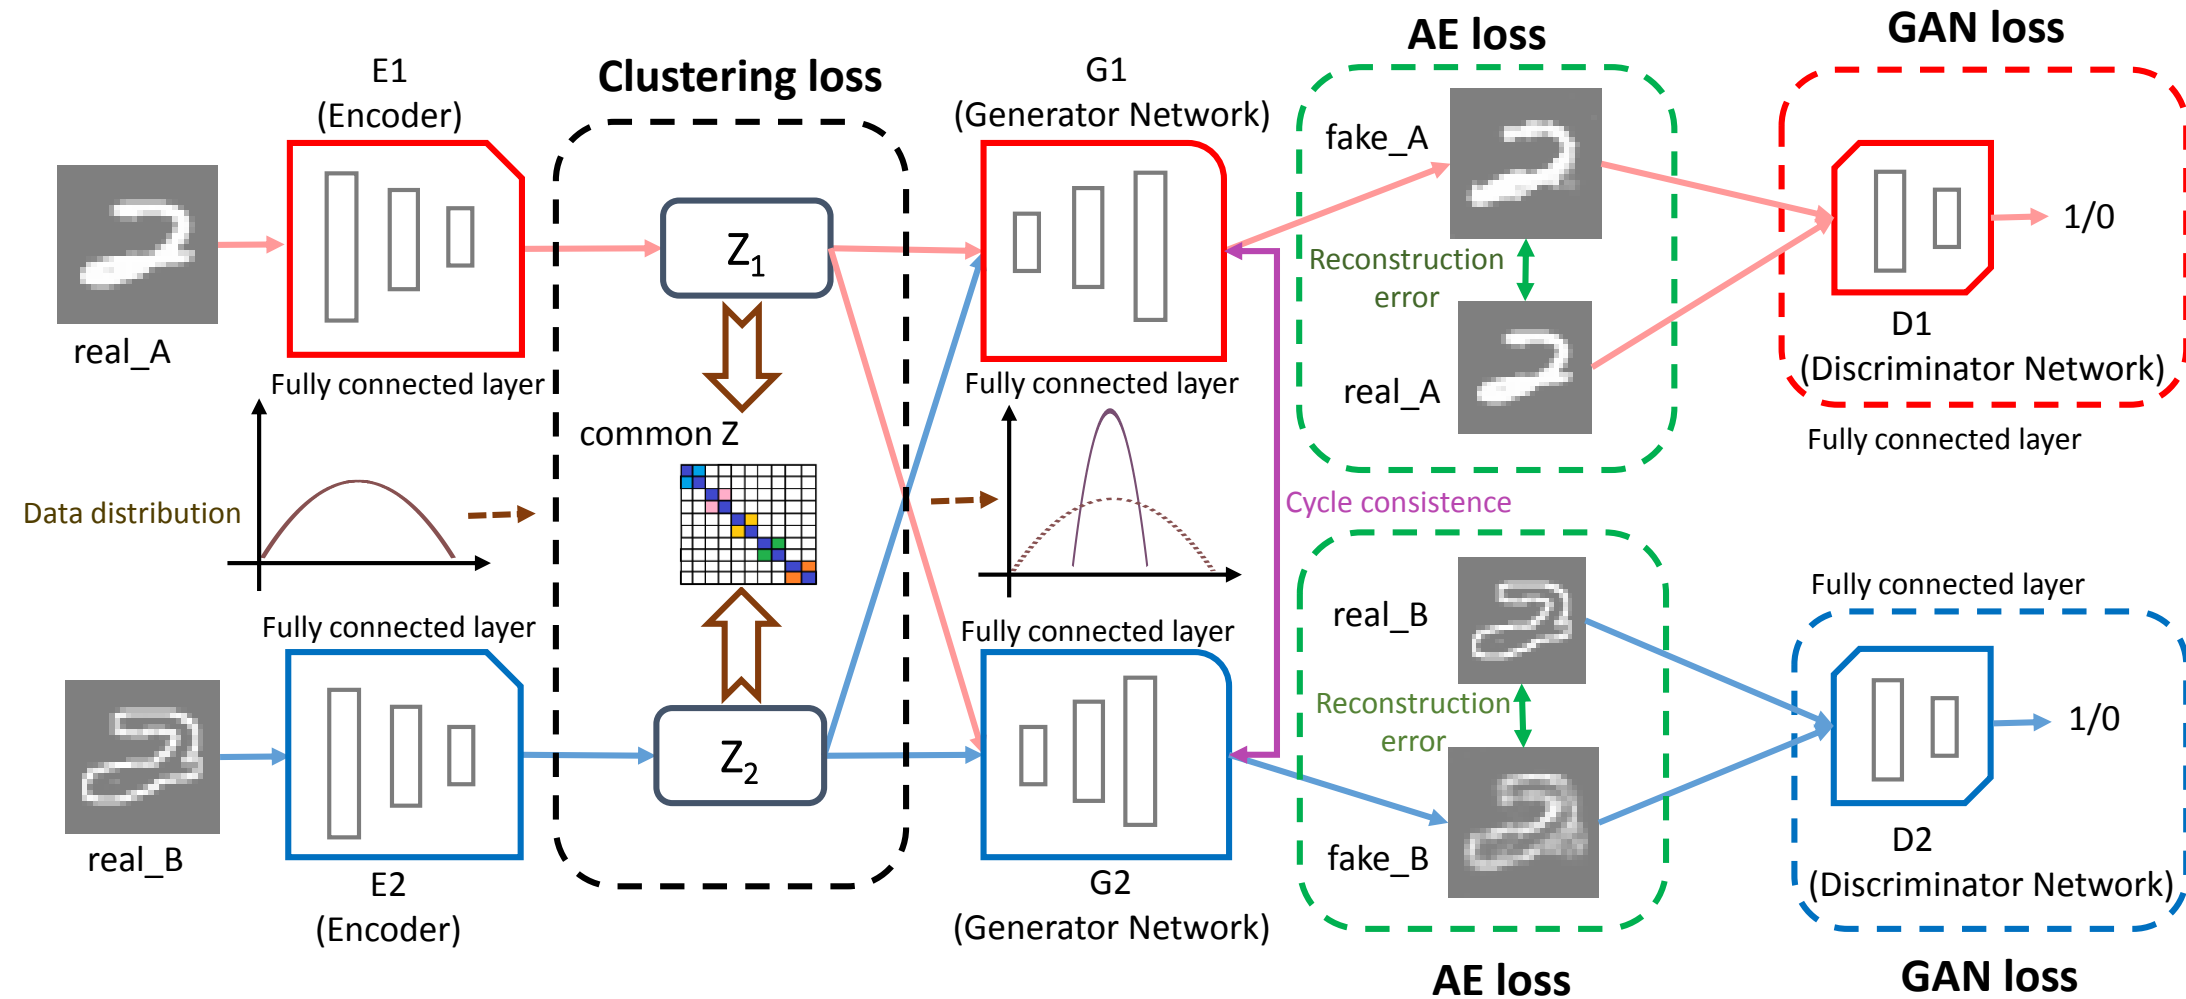 AE loss
GAN loss
E1
(Encoder)
Clustering loss
G1
(Generator Network)
fake_A
Z1
1/0
Reconstruction
error
D1
(Discriminator Network)
real_A
Fully connected layer
Fully connected layer
real_A
common Z
Fully connected layer
Data distribution
Cycle consistence
Fully connected layer
real_B
Fully connected layer
Fully connected layer
Reconstruction
error
Z2
1/0
real_B
fake_B
D2
(Discriminator Network)
E2
(Encoder)
G2
(Generator Network)
AE loss
GAN loss